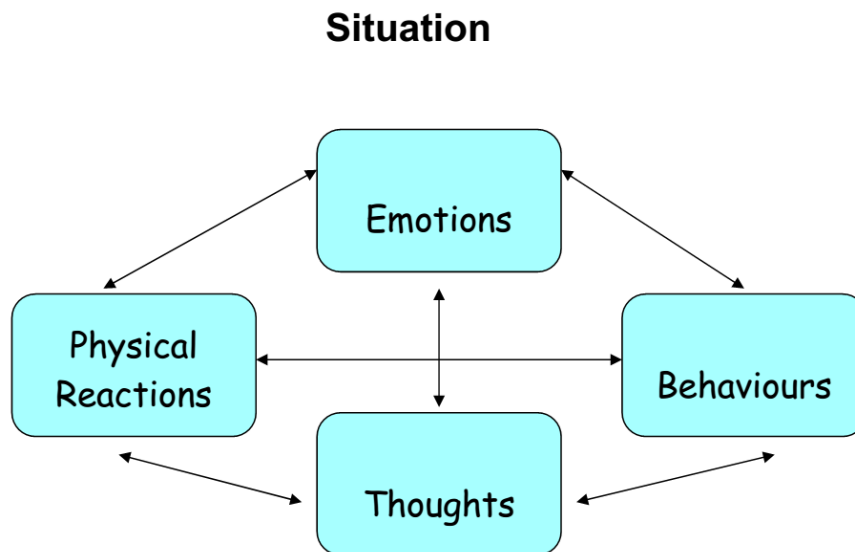 Situation
Emotions
Physical
Reactions
Behaviours
Thoughts